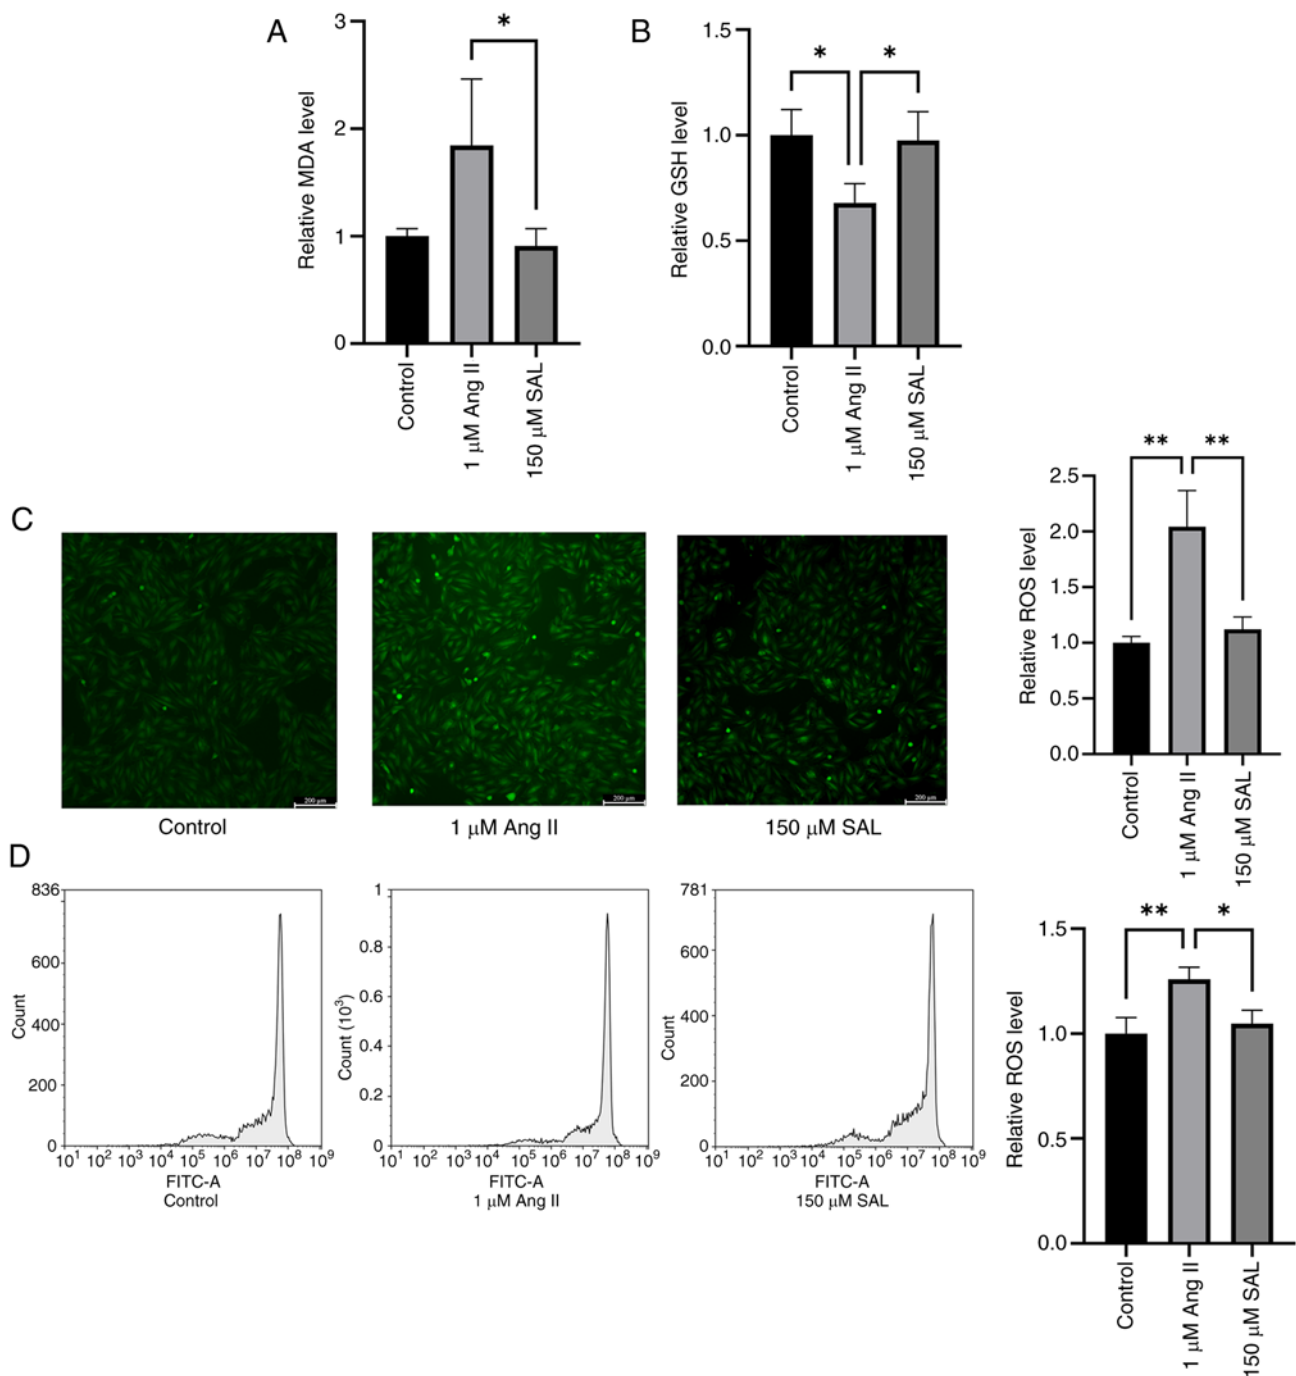 A
Relative MDA level
3
2
1
0
*
Control
1 μM Ang II
150 μM SAL
B
Relative GSH level
1.5
1.0
0.5
0.0
* *
Control
1 μM Ang II
150 μM SAL
C
200 μm
200 μm
200 μm
Control
1 μM Ang II
150 μM SAL
Relative ROS level
2.5
2.0
1.5
1.0
0.5
0.0
** **
Control
1 μM Ang II
150 μM SAL
D
836
600
400
200
0
Count
10¹ 10² 10³ 10⁴ 10⁵ 10⁶ 10⁷ 10⁸ 10⁹
FITC-A
Control
1
0.8
0.6
0.4
0.2
0
Count (10³)
10¹ 10² 10³ 10⁴ 10⁵ 10⁶ 10⁷ 10⁸ 10⁹
FITC-A
1 μM Ang II
781
600
400
200
0
Count
10¹ 10² 10³ 10⁴ 10⁵ 10⁶ 10⁷ 10⁸ 10⁹
FITC-A
150 μM SAL
Relative ROS level
1.5
1.0
0.5
0.0
** *
Control
1 μM Ang II
150 μM SAL